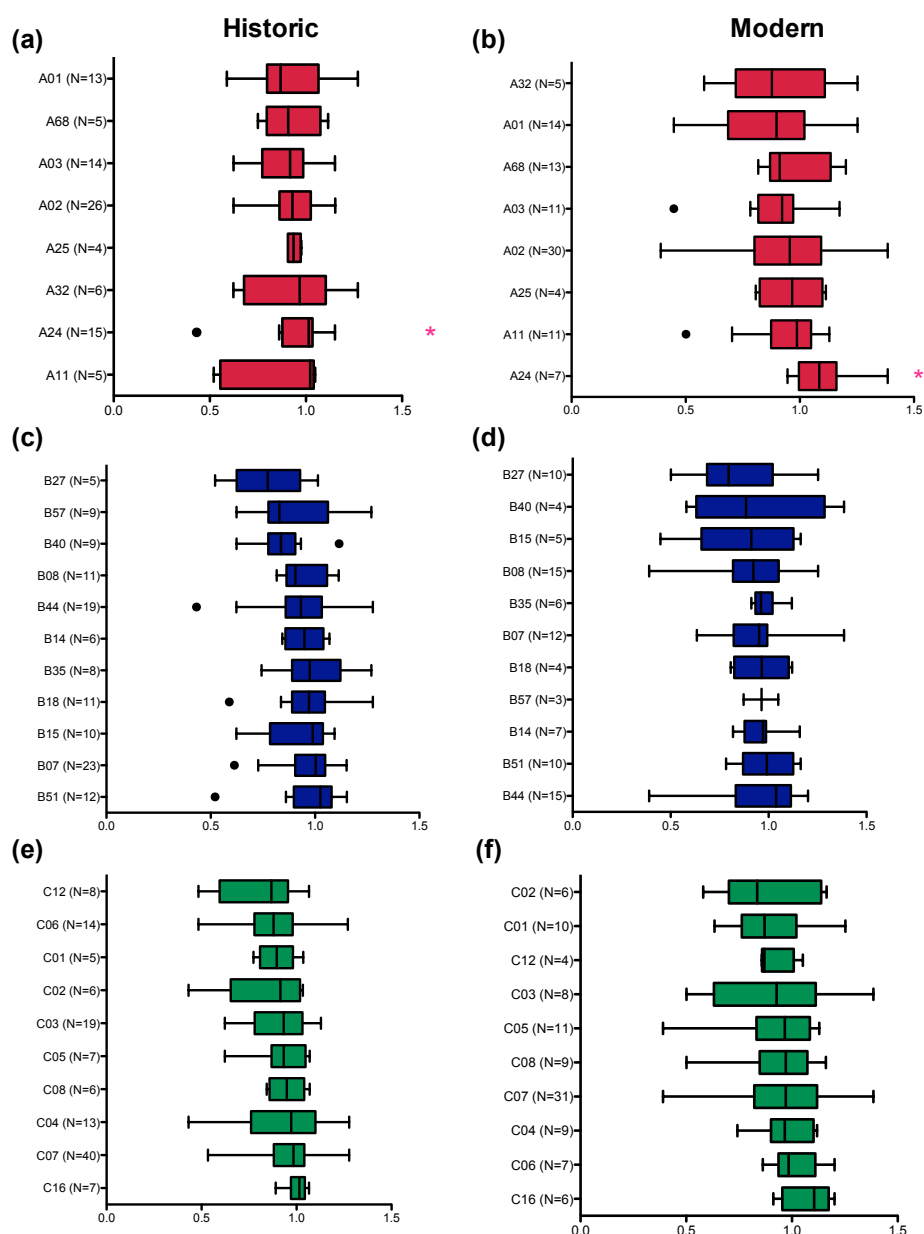 Historic
Modern
(a)
A01 (N=13)
A68 (N=5)
A03 (N=14)
A02 (N=26)
A25 (N=4)
A32 (N=6)
A24 (N=15)
*
A11 (N=5)
0.0 0.5 1.0 1.5
(b)
A32 (N=5)
A01 (N=14)
A68 (N=13)
A03 (N=11)
A02 (N=30)
A25 (N=4)
A11 (N=11)
A24 (N=7)
*
0.0 0.5 1.0 1.5
(c)
B27 (N=5)
B57 (N=9)
B40 (N=9)
B08 (N=11)
B44 (N=19)
B14 (N=6)
B35 (N=8)
B18 (N=11)
B15 (N=10)
B07 (N=23)
B51 (N=12)
0.0 0.5 1.0 1.5
(d)
B27 (N=10)
B40 (N=4)
B15 (N=5)
B08 (N=15)
B35 (N=6)
B07 (N=12)
B18 (N=4)
B57 (N=3)
B14 (N=7)
B51 (N=10)
B44 (N=15)
0.0 0.5 1.0 1.5
(e)
C12 (N=8)
C06 (N=14)
C01 (N=5)
C02 (N=6)
C03 (N=19)
C05 (N=7)
C08 (N=6)
C04 (N=13)
C07 (N=40)
C16 (N=7)
0.0 0.5 1.0 1.5
(f)
C02 (N=6)
C01 (N=10)
C12 (N=4)
C03 (N=8)
C05 (N=11)
C08 (N=9)
C07 (N=31)
C04 (N=9)
C06 (N=7)
C16 (N=6)
0.0 0.5 1.0 1.5